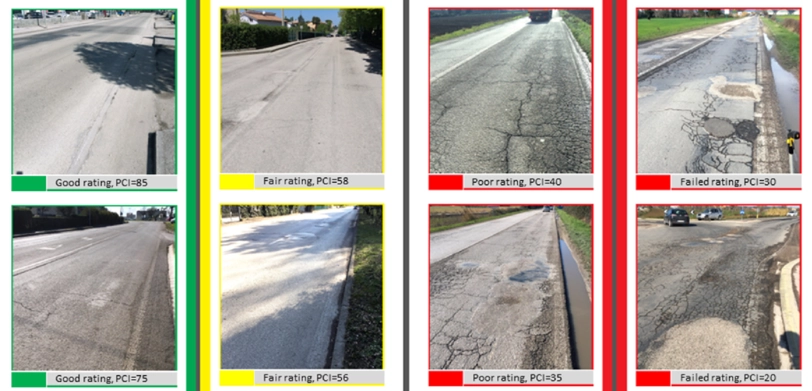 Good rating, PCI=85
Fair rating, PCI=58
Poor rating, PCI=40
Failed rating, PCI=30
Good rating, PCI=75
Fair rating, PCI=56
Poor rating, PCI=35
Failed rating, PCI=20